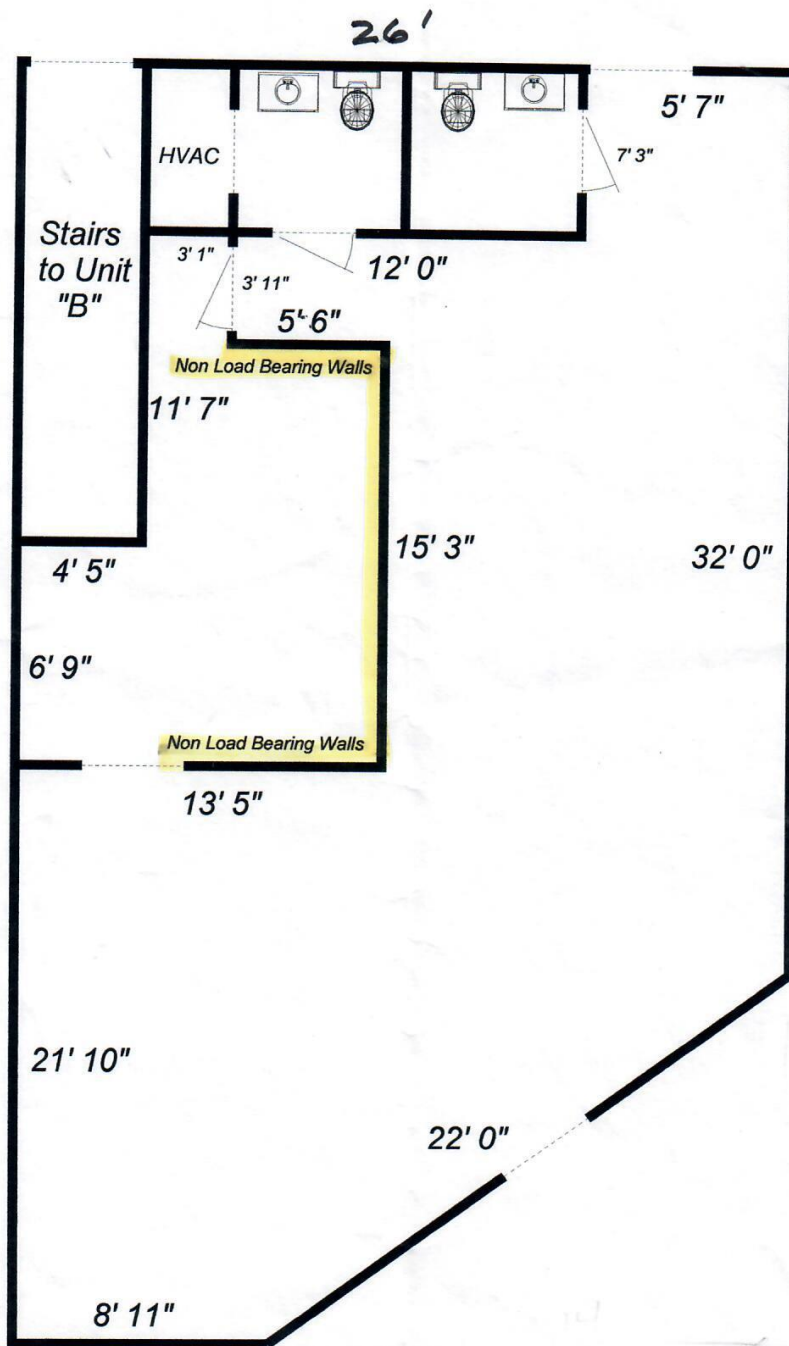 26'
5' 7"
HVAC
7' 3"
Stairs
to Unit
"B"
3' 1"
12' 0"
3' 11"
5' 6"
Non Load Bearing Walls
11' 7"
15' 3"
32' 0"
4' 5"
6' 9"
Non Load Bearing Walls
13' 5"
21' 10"
22' 0"
8' 11"